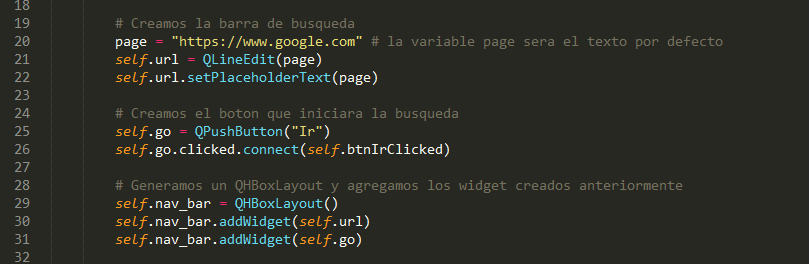 18
19 # Creamos la barra de busqueda
20 page = "https://www.google.com" # la variable page sera el texto por defecto
21 self.url = QLineEdit(page)
22 self.url.setPlaceholderText(page)
23
24 # Creamos el boton que iniciara la busqueda
25 self.go = QPushButton("Ir")
26 self.go.clicked.connect(self.btnIrClicked)
27
28 # Generamos un QHBoxLayout y agregamos los widget creados anteriormente
29 self.nav_bar = QHBoxLayout()
30 self.nav_bar.addWidget(self.url)
31 self.nav_bar.addWidget(self.go)
32